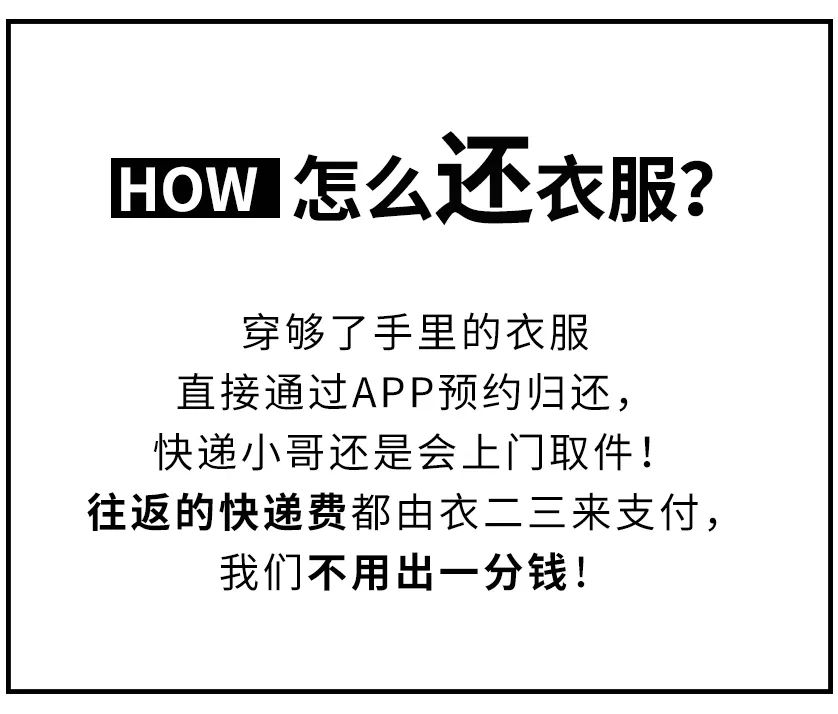 HOW 怎么还衣服?
穿够了手里的衣服
直接通过APP预约归还，
快递小哥还是会上门取件！
往返的快递费都由衣二三来支付，
我们不用出一分钱！